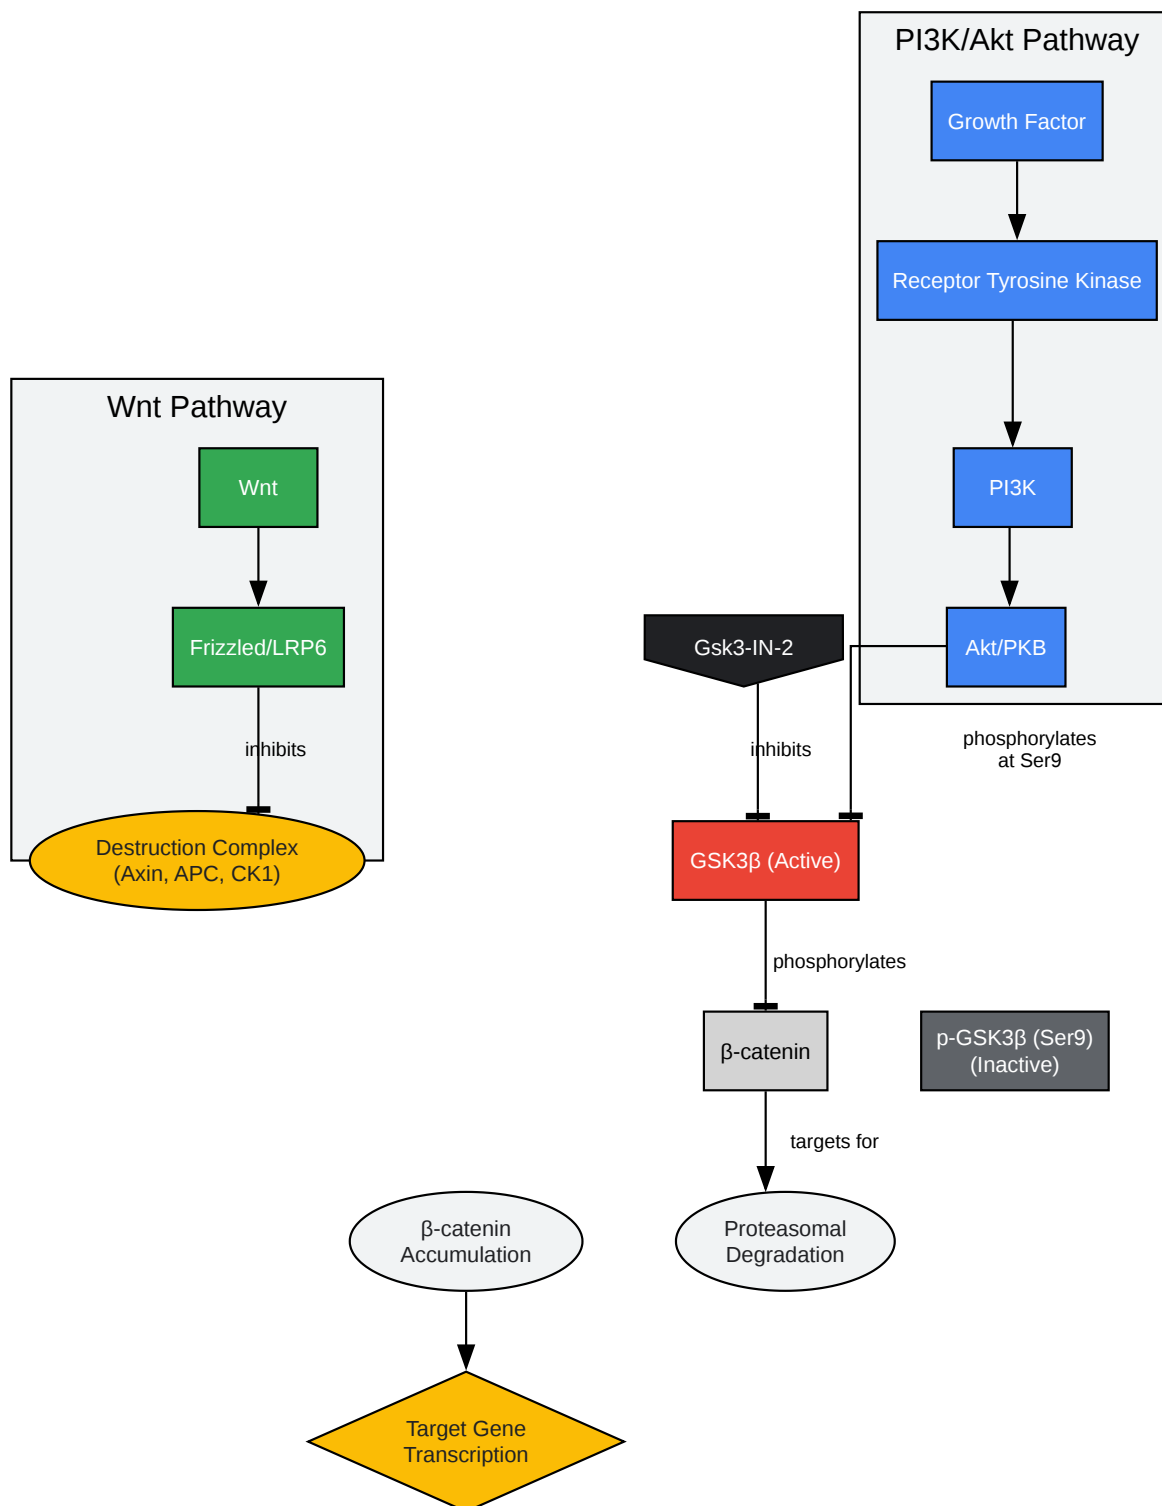 PI3K/Akt Pathway
Growth Factor
Receptor Tyrosine Kinase
Wnt Pathway
Wnt
PI3K
Frizzled/LRP6
Gsk3-IN-2
Akt/PKB
inhibits
inhibits
phosphorylates
at Ser9
Destruction Complex
(Axin, APC, CK1)
GSK3β (Active)
phosphorylates
β-catenin
p-GSK3β (Ser9)
(Inactive)
targets for
β-catenin
Accumulation
Proteasomal
Degradation
Target Gene
Transcription